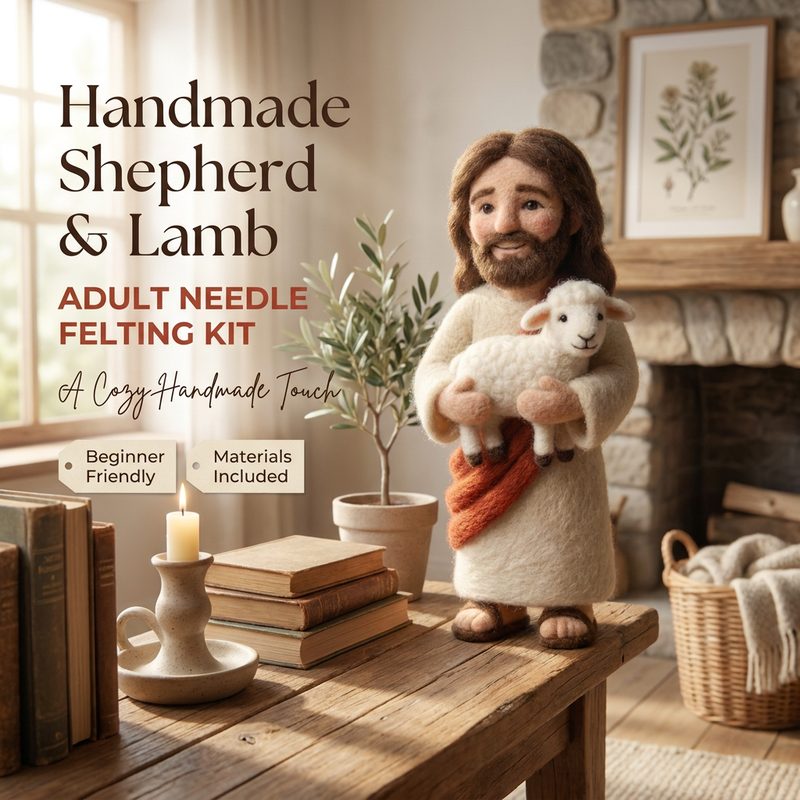 Handmade
Shepherd
& Lamb
ADULT NEEDLE
FELTING KIT
A Cozy Handmade Touch
Beginner
Friendly
Materials
Included